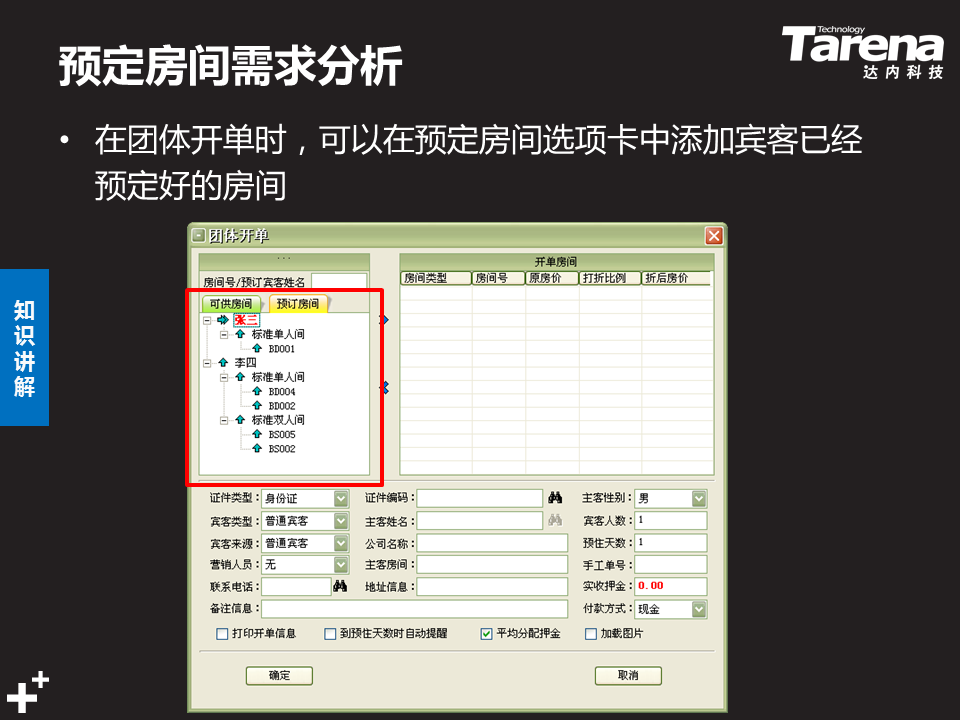 预定房间需求分析
Technology
Tarena
达内科技
• 在团体开单时，可以在预定房间选项卡中添加宾客已经
预定好的房间
知识讲解
团体开单
...
房间号/预订宾客姓名
可供房间 预订房间
张三
标准单人间
BD001
李四
标准单人间
BD004
BD002
标准双人间
BS005
BS002
开单房间
房间类型 房间号 原房价 打折比例 折后房价
证件类型: 身份证 证件编码: 主客性别: 男
宾客类型: 普通宾客 主客姓名: 宾客人数: 1
宾客来源: 普通宾客 公司名称: 预住天数: 1
营销人员: 无 主客房间: 手工单号:
联系电话: 地址信息: 实收押金: 0.00
备注信息: 付款方式: 现金
打印开单信息 到预住天数时自动提醒 平均分配押金 加载图片
确定 取消